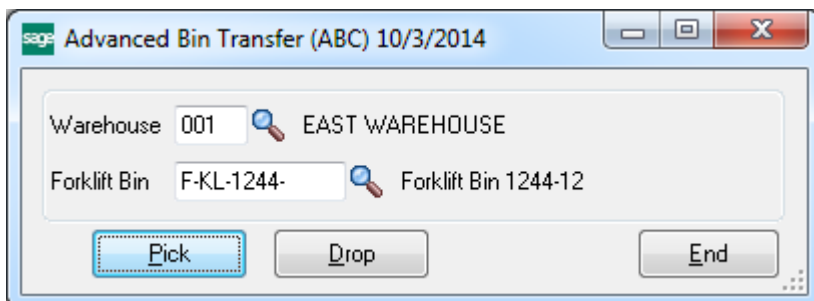 sage Advanced Bin Transfer (ABC) 10/3/2014
Warehouse 001 EAST WAREHOUSE
Forklift Bin F-KL-1244- Forklift Bin 1244-12
Pick Drop End